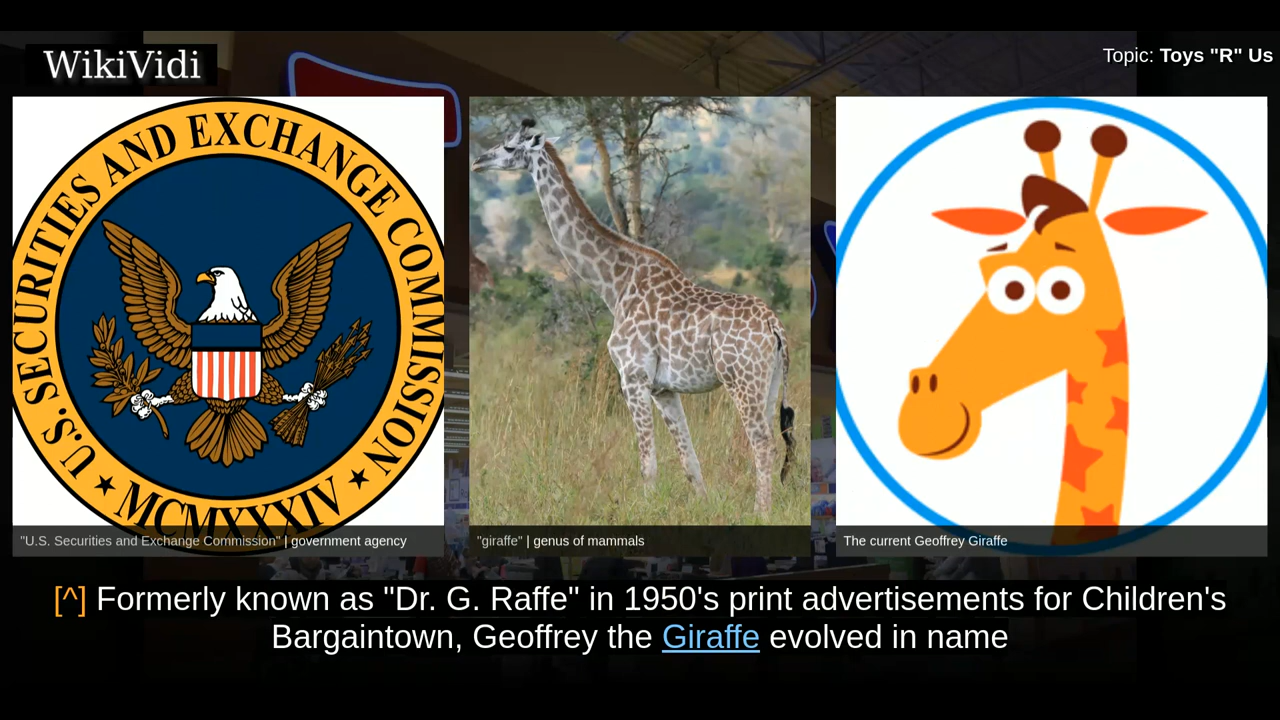 WikiVidi
Topic: Toys "R" Us
U.S. SECURITIES AND EXCHANGE COMMISSION
MCMXXXIV
"U.S. Securities and Exchange Commission" | government agency
"giraffe" | genus of mammals
The current Geoffrey Giraffe
[^] Formerly known as "Dr. G. Raffe" in 1950's print advertisements for Children's
Bargaintown, Geoffrey the Giraffe evolved in name